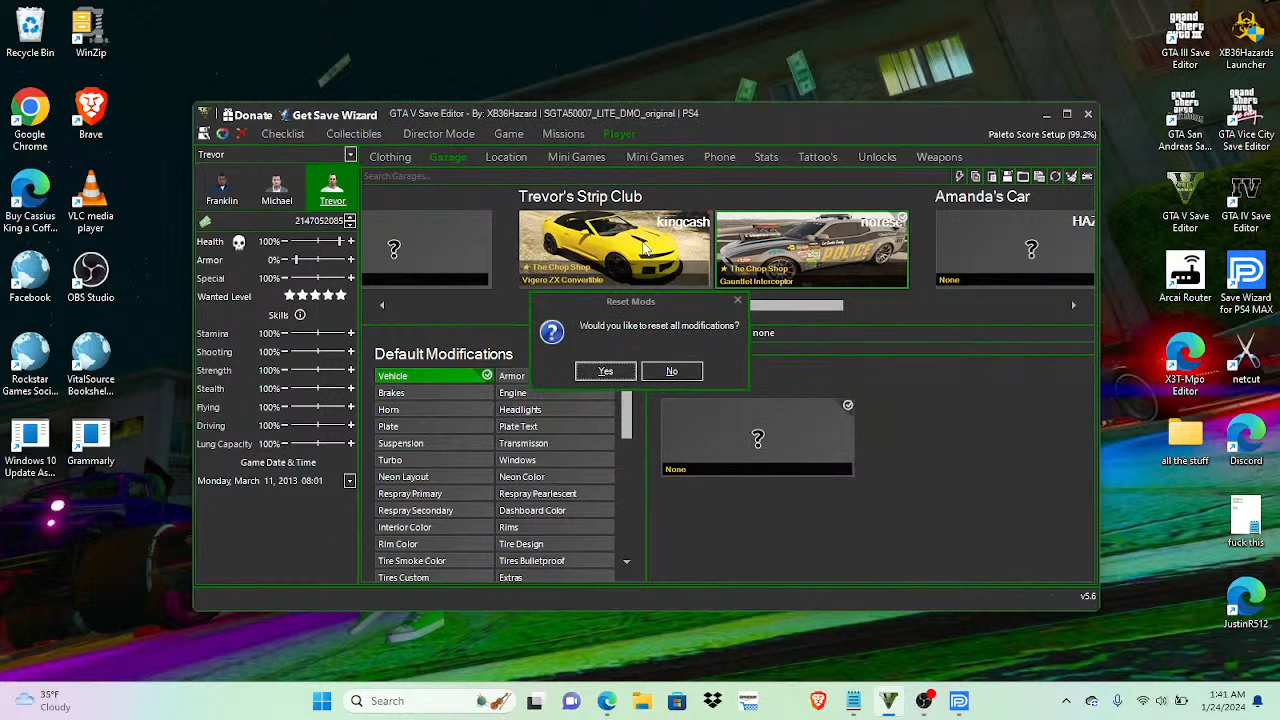 Recycle Bin
WinZip
Google Chrome
Brave
Buy Cassius Bring a Coff...
VLC media player
Facebook
OBS Studio
Rockstar Games Soci...
VitalSource Bookshel...
Windows 10 Update As...
Grammarly
Donate
Get Save Wizard
GTA V Save Editor - By: XB36Hazard | SGTA50007_LITE_DMO_original | PS4
Checklist
Collectibles
Director Mode
Game
Missions
Player
Paleto Score Setup (99.2%)
Trevor
Clothing
Garage
Location
Mini Games
Mini Games
Phone
Stats
Tattoo's
Unlocks
Weapons
Search Garages...
Franklin
Michael
Trevor
2147052085
Health
100%
Armor
0%
Special
100%
Wanted Level
Skills
Stamina
100%
Shooting
100%
Strength
100%
Stealth
100%
Flying
100%
Driving
100%
Lung Capacity
100%
Game Date & Time
Monday, March 11, 2013 08:01
Trevor's Strip Club
Amanda's Car
?
kingcash
★ The Chop Shop
Vigero ZX Convertible
norese
POLICE
★ The Chop Shop
Gauntlet Interceptor
HAZ
?
None
Reset Mods
Would you like to reset all modifications?
Yes
No
none
Default Modifications
Vehicle
Armor
Brakes
Engine
Horn
Headlights
Plate
Plate Text
Suspension
Transmisson
Turbo
Windows
Neon Layout
Neon Color
Respray Primary
Respray Pearlescent
Respray Secondary
Dashboard Color
Interior Color
Rims
Rim Color
Tire Design
Tire Smoke Color
Tires Bulletproof
Tires Custom
Extras
?
None
v5.6
GTA III Save Editor
XB36Hazards Launcher
GTA San Andreas Sa...
GTA Vice City Save Editor
GTA V Save Editor
GTA IV Save Editor
Arcai Router
Save Wizard for PS4 MAX
X3T-Mpo Editor
netcut
all the stuff
Discord
fuck this
JustinR512
35°F
Cloudy
Search
1:41 AM
1/24/2024